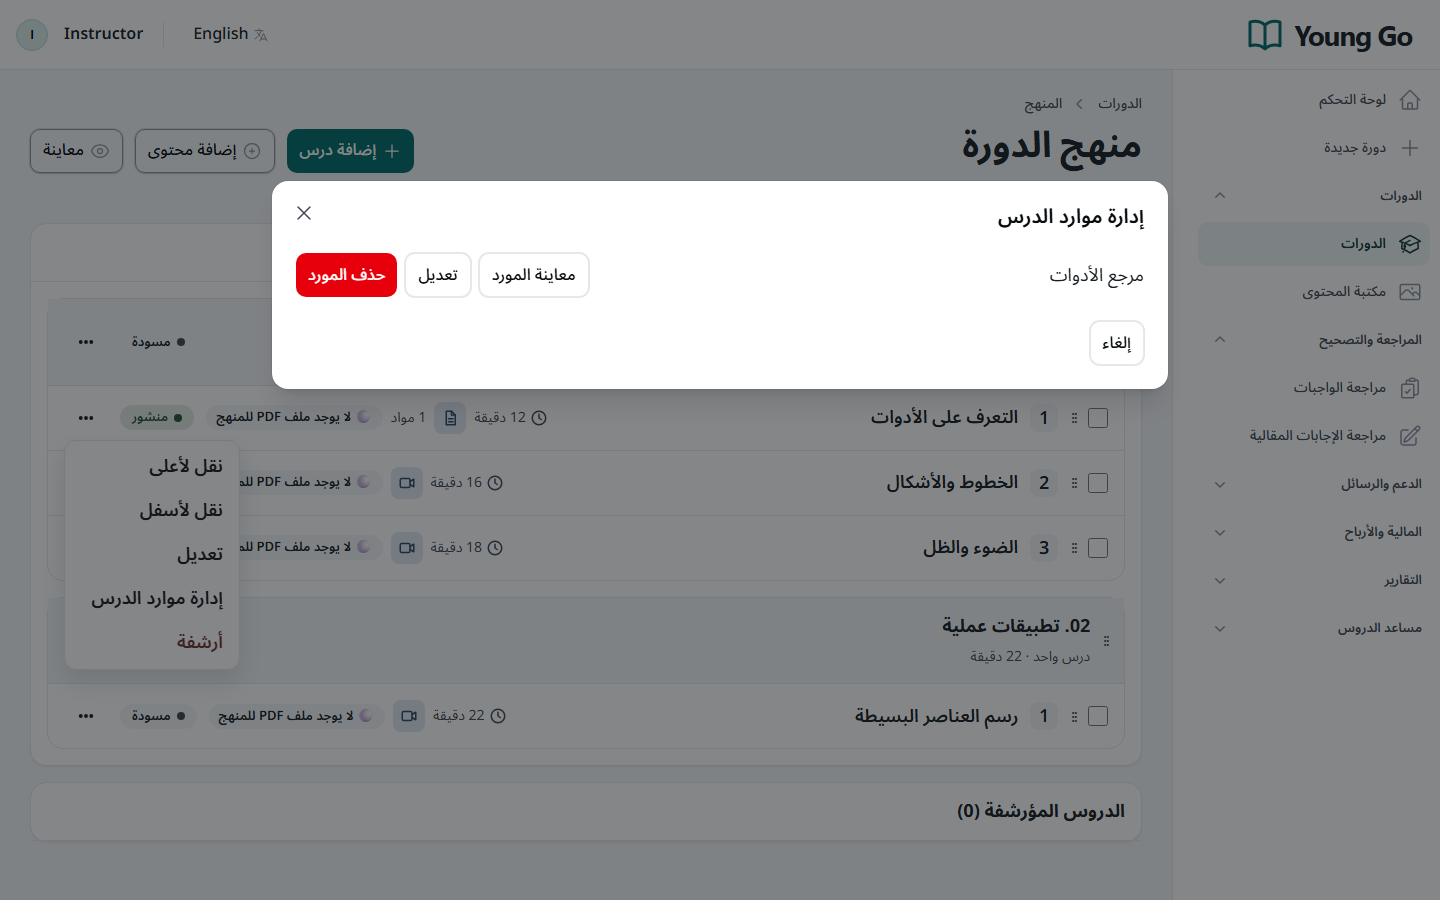 Young Go
English
Instructor
I
لوحة التحكم
دورة جديدة
الدورات
الدورات
مكتبة المحتوى
المراجعة والتصحيح
مراجعة الواجبات
مراجعة الإجابات المقالية
الدعم والرسائل
المالية والأرباح
التقارير
مساعد الدروس
الدورات
المنهج
منهج الدورة
إضافة درس
إضافة محتوى
معاينة
إدارة موارد الدرس
مرجع الأدوات
معاينة المورد
تعديل
حذف المورد
إلغاء
مسودة
1 التعرف على الأدوات 12 دقيقة 1 مواد لا يوجد ملف PDF للمنهج منشور
2 الخطوط والأشكال 16 دقيقة لا يوجد ملف PDF
3 الضوء والظل 18 دقيقة لا يوجد ملف PDF
نقل لأعلى
نقل لأسفل
تعديل
إدارة موارد الدرس
أرشفة
02. تطبيقات عملية
درس واحد · 22 دقيقة
1 رسم العناصر البسيطة 22 دقيقة لا يوجد ملف PDF للمنهج مسودة
الدروس المؤرشفة (0)